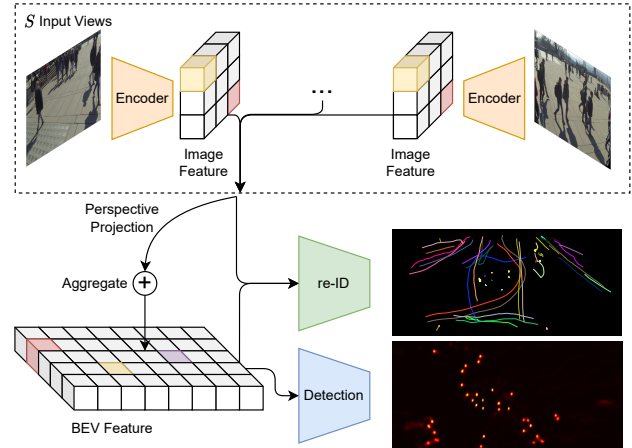 S Input Views
Encoder
...
Encoder
Image
Feature
Image
Feature
Perspective
Projection
Aggregate
+
re-ID
Detection
BEV Feature